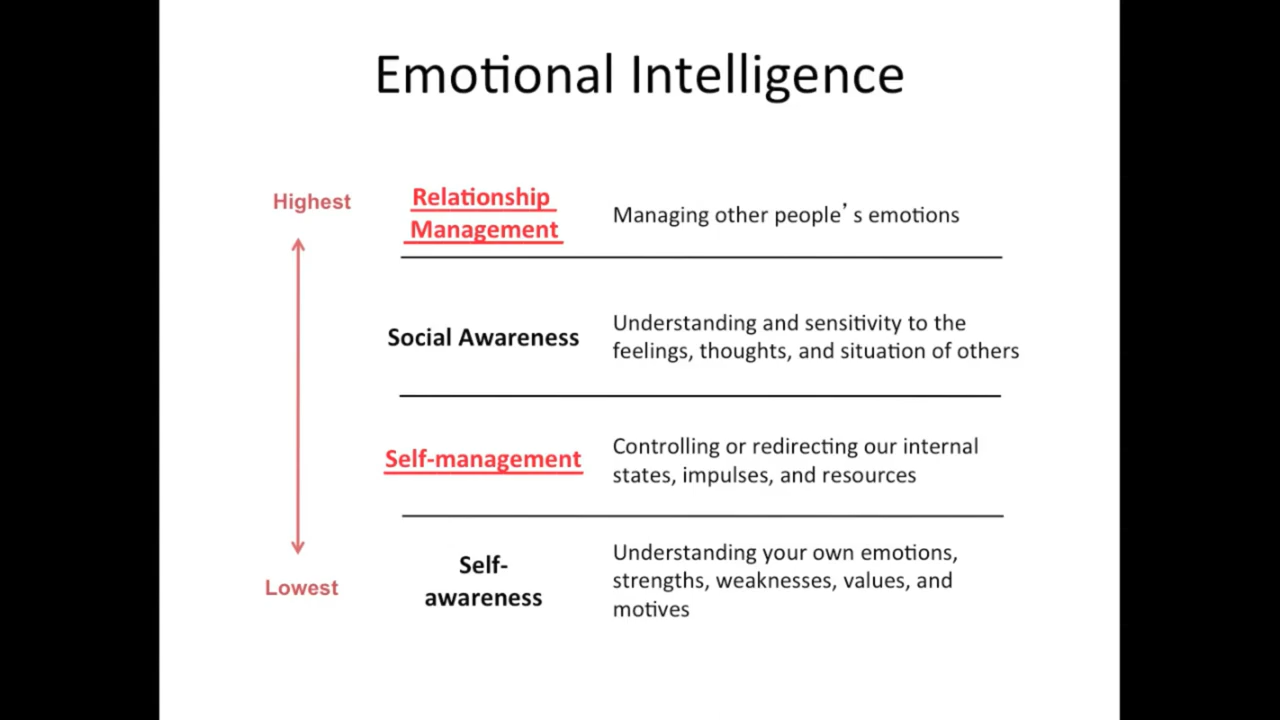 Emotional Intelligence
Highest
Relationship
Management
Managing other people’s emotions
Social Awareness
Understanding and sensitivity to the
feelings, thoughts, and situation of others
Self-management
Controlling or redirecting our internal
states, impulses, and resources
Lowest
Self-
awareness
Understanding your own emotions,
strengths, weaknesses, values, and
motives